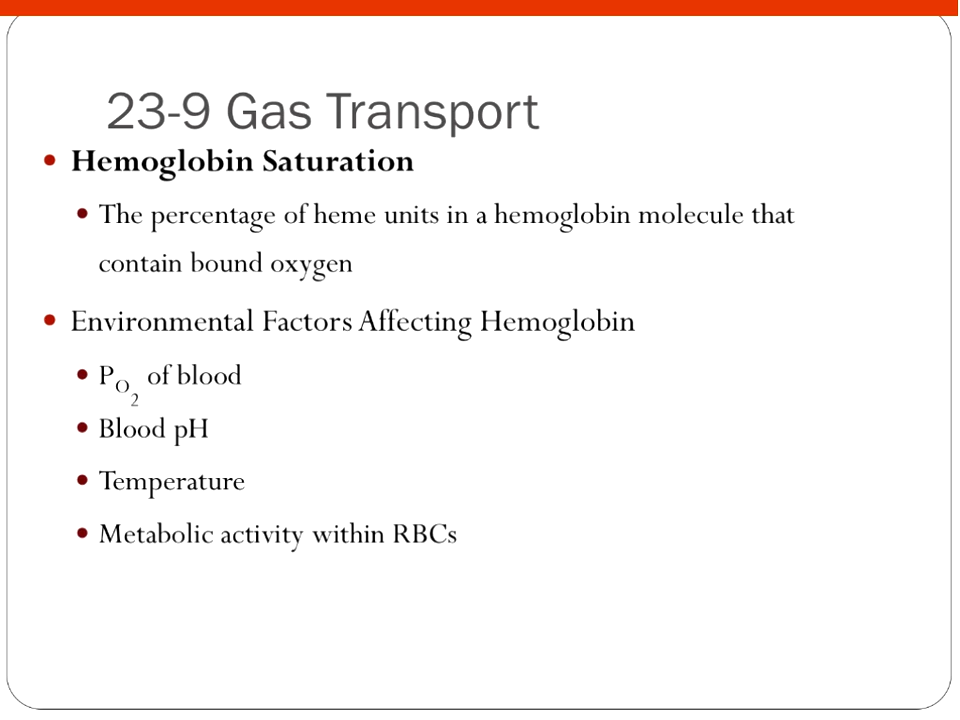 23-9 Gas Transport
• Hemoglobin Saturation
• The percentage of heme units in a hemoglobin molecule that
contain bound oxygen
• Environmental Factors Affecting Hemoglobin
• PO2 of blood
• Blood pH
• Temperature
• Metabolic activity within RBCs